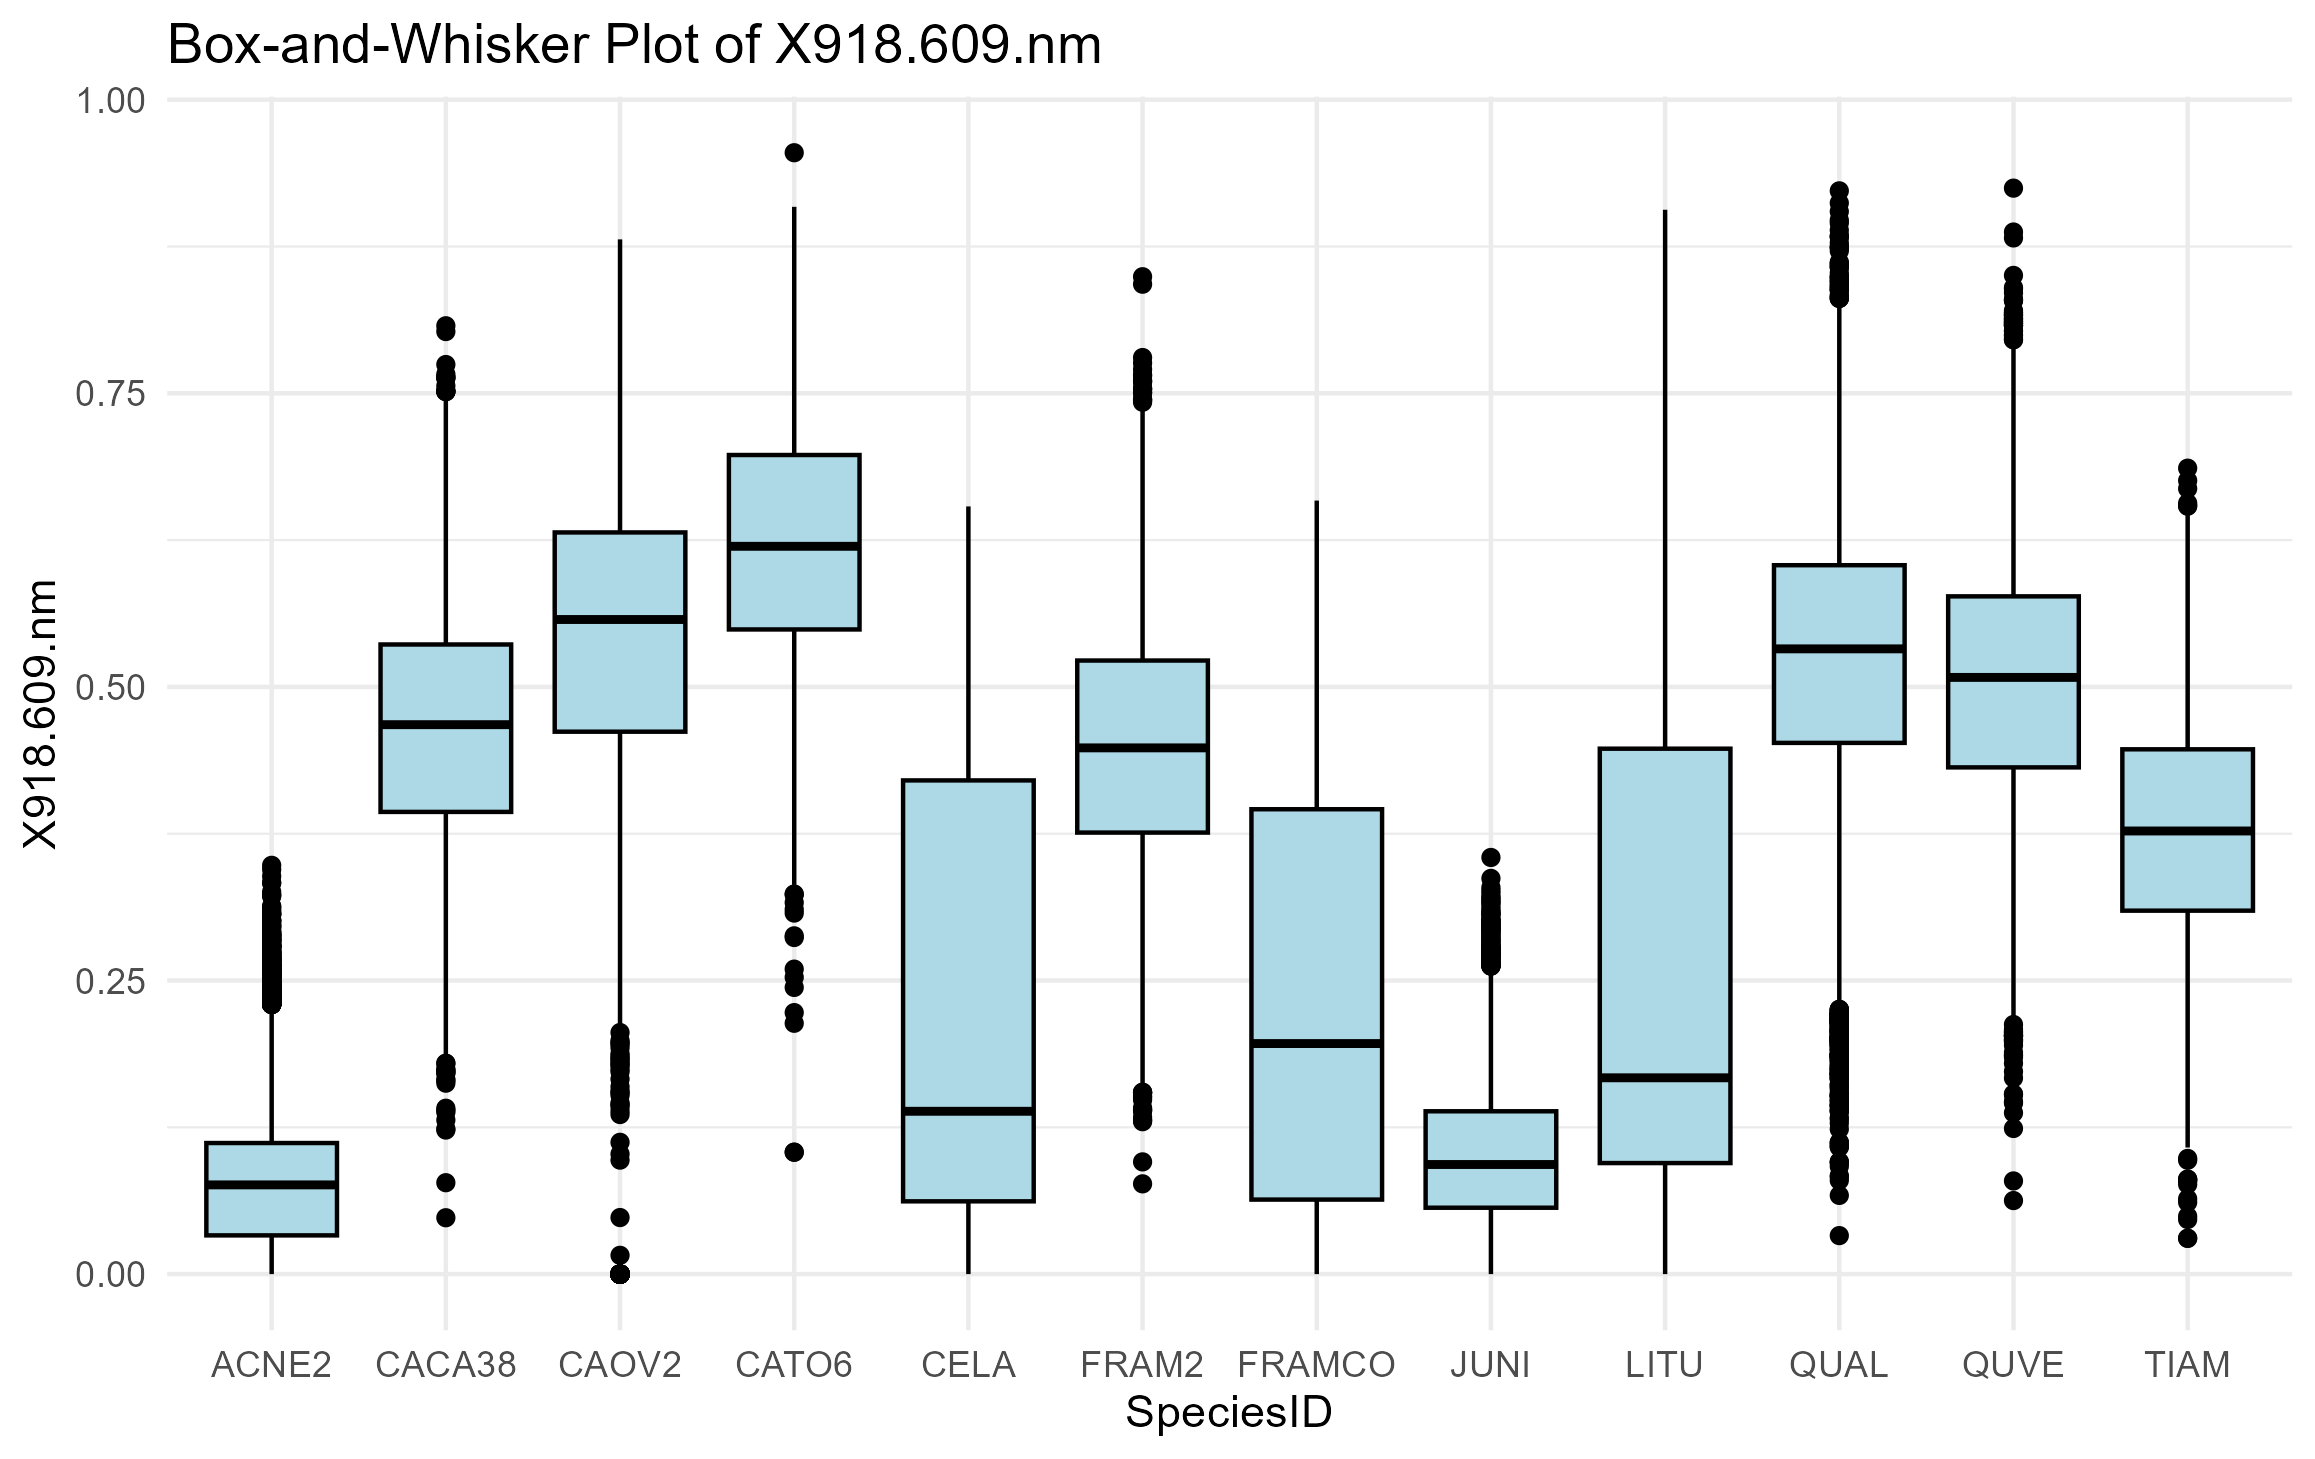 Box-and-Whisker Plot of X918.609.nm
X918.609.nm
1.00
0.75
0.50
0.25
0.00
ACNE2 CACA38 CAOV2 CATO6 CELA FRAM2 FRAMCO JUNI LITU QUAL QUVE TIAM
SpeciesID